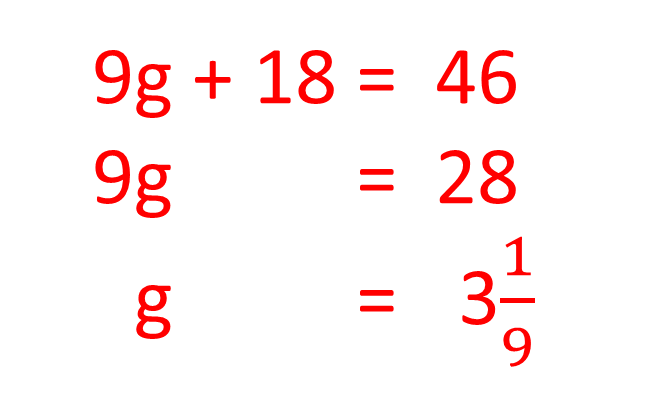 9g + 18 = 46
9g = 28
g = 3 1/9